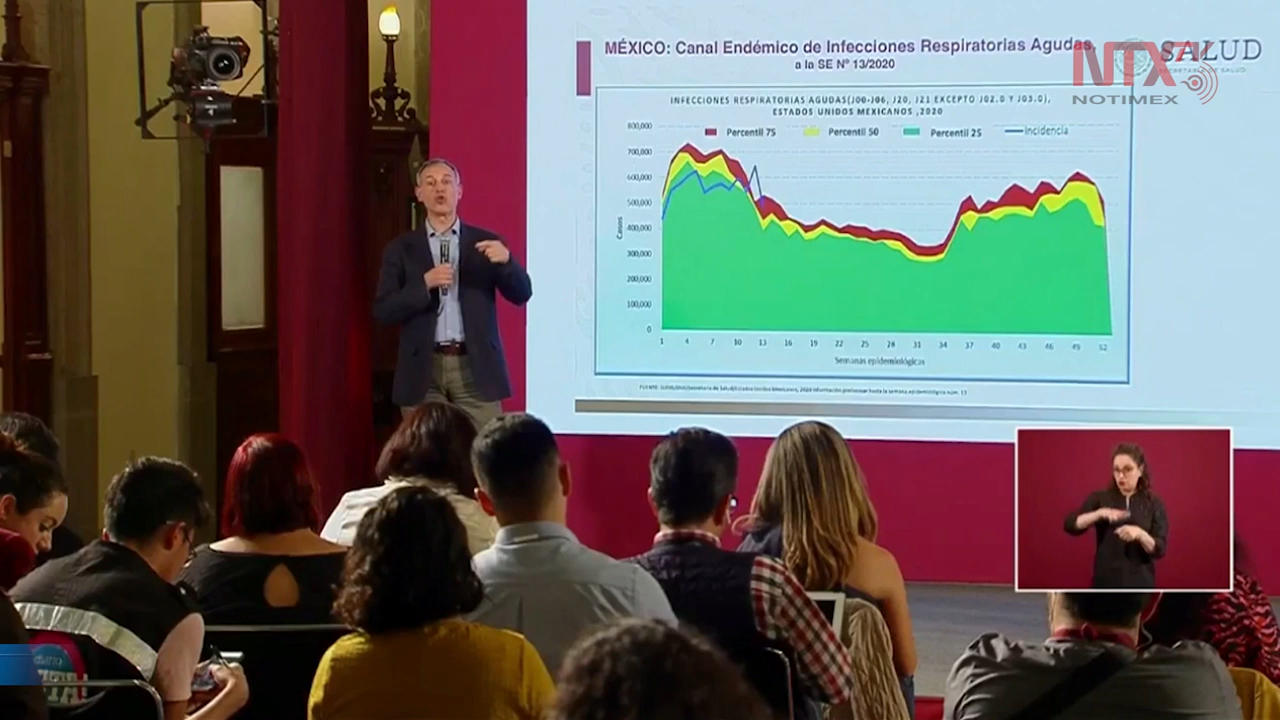 MÉXICO: Canal Endémico de Infecciones Respiratorias Agudas,
a la SE Nº 13/2020
SALUD
SECRETARÍA DE SALUD
NTX
NOTIMEX
INFECCIONES RESPIRATORIAS AGUDAS(J00-J06, J20, J21 EXCEPTO J02.0 Y J03.0),
ESTADOS UNIDOS MEXICANOS ,2020
Percentil 75 Percentil 50 Percentil 25 Incidencia
800,000
700,000
600,000
500,000
400,000
300,000
200,000
100,000
0
Casos
1 4 7 10 13 16 19 22 25 28 31 34 37 40 43 46 49 52
Semanas epidemiológicas